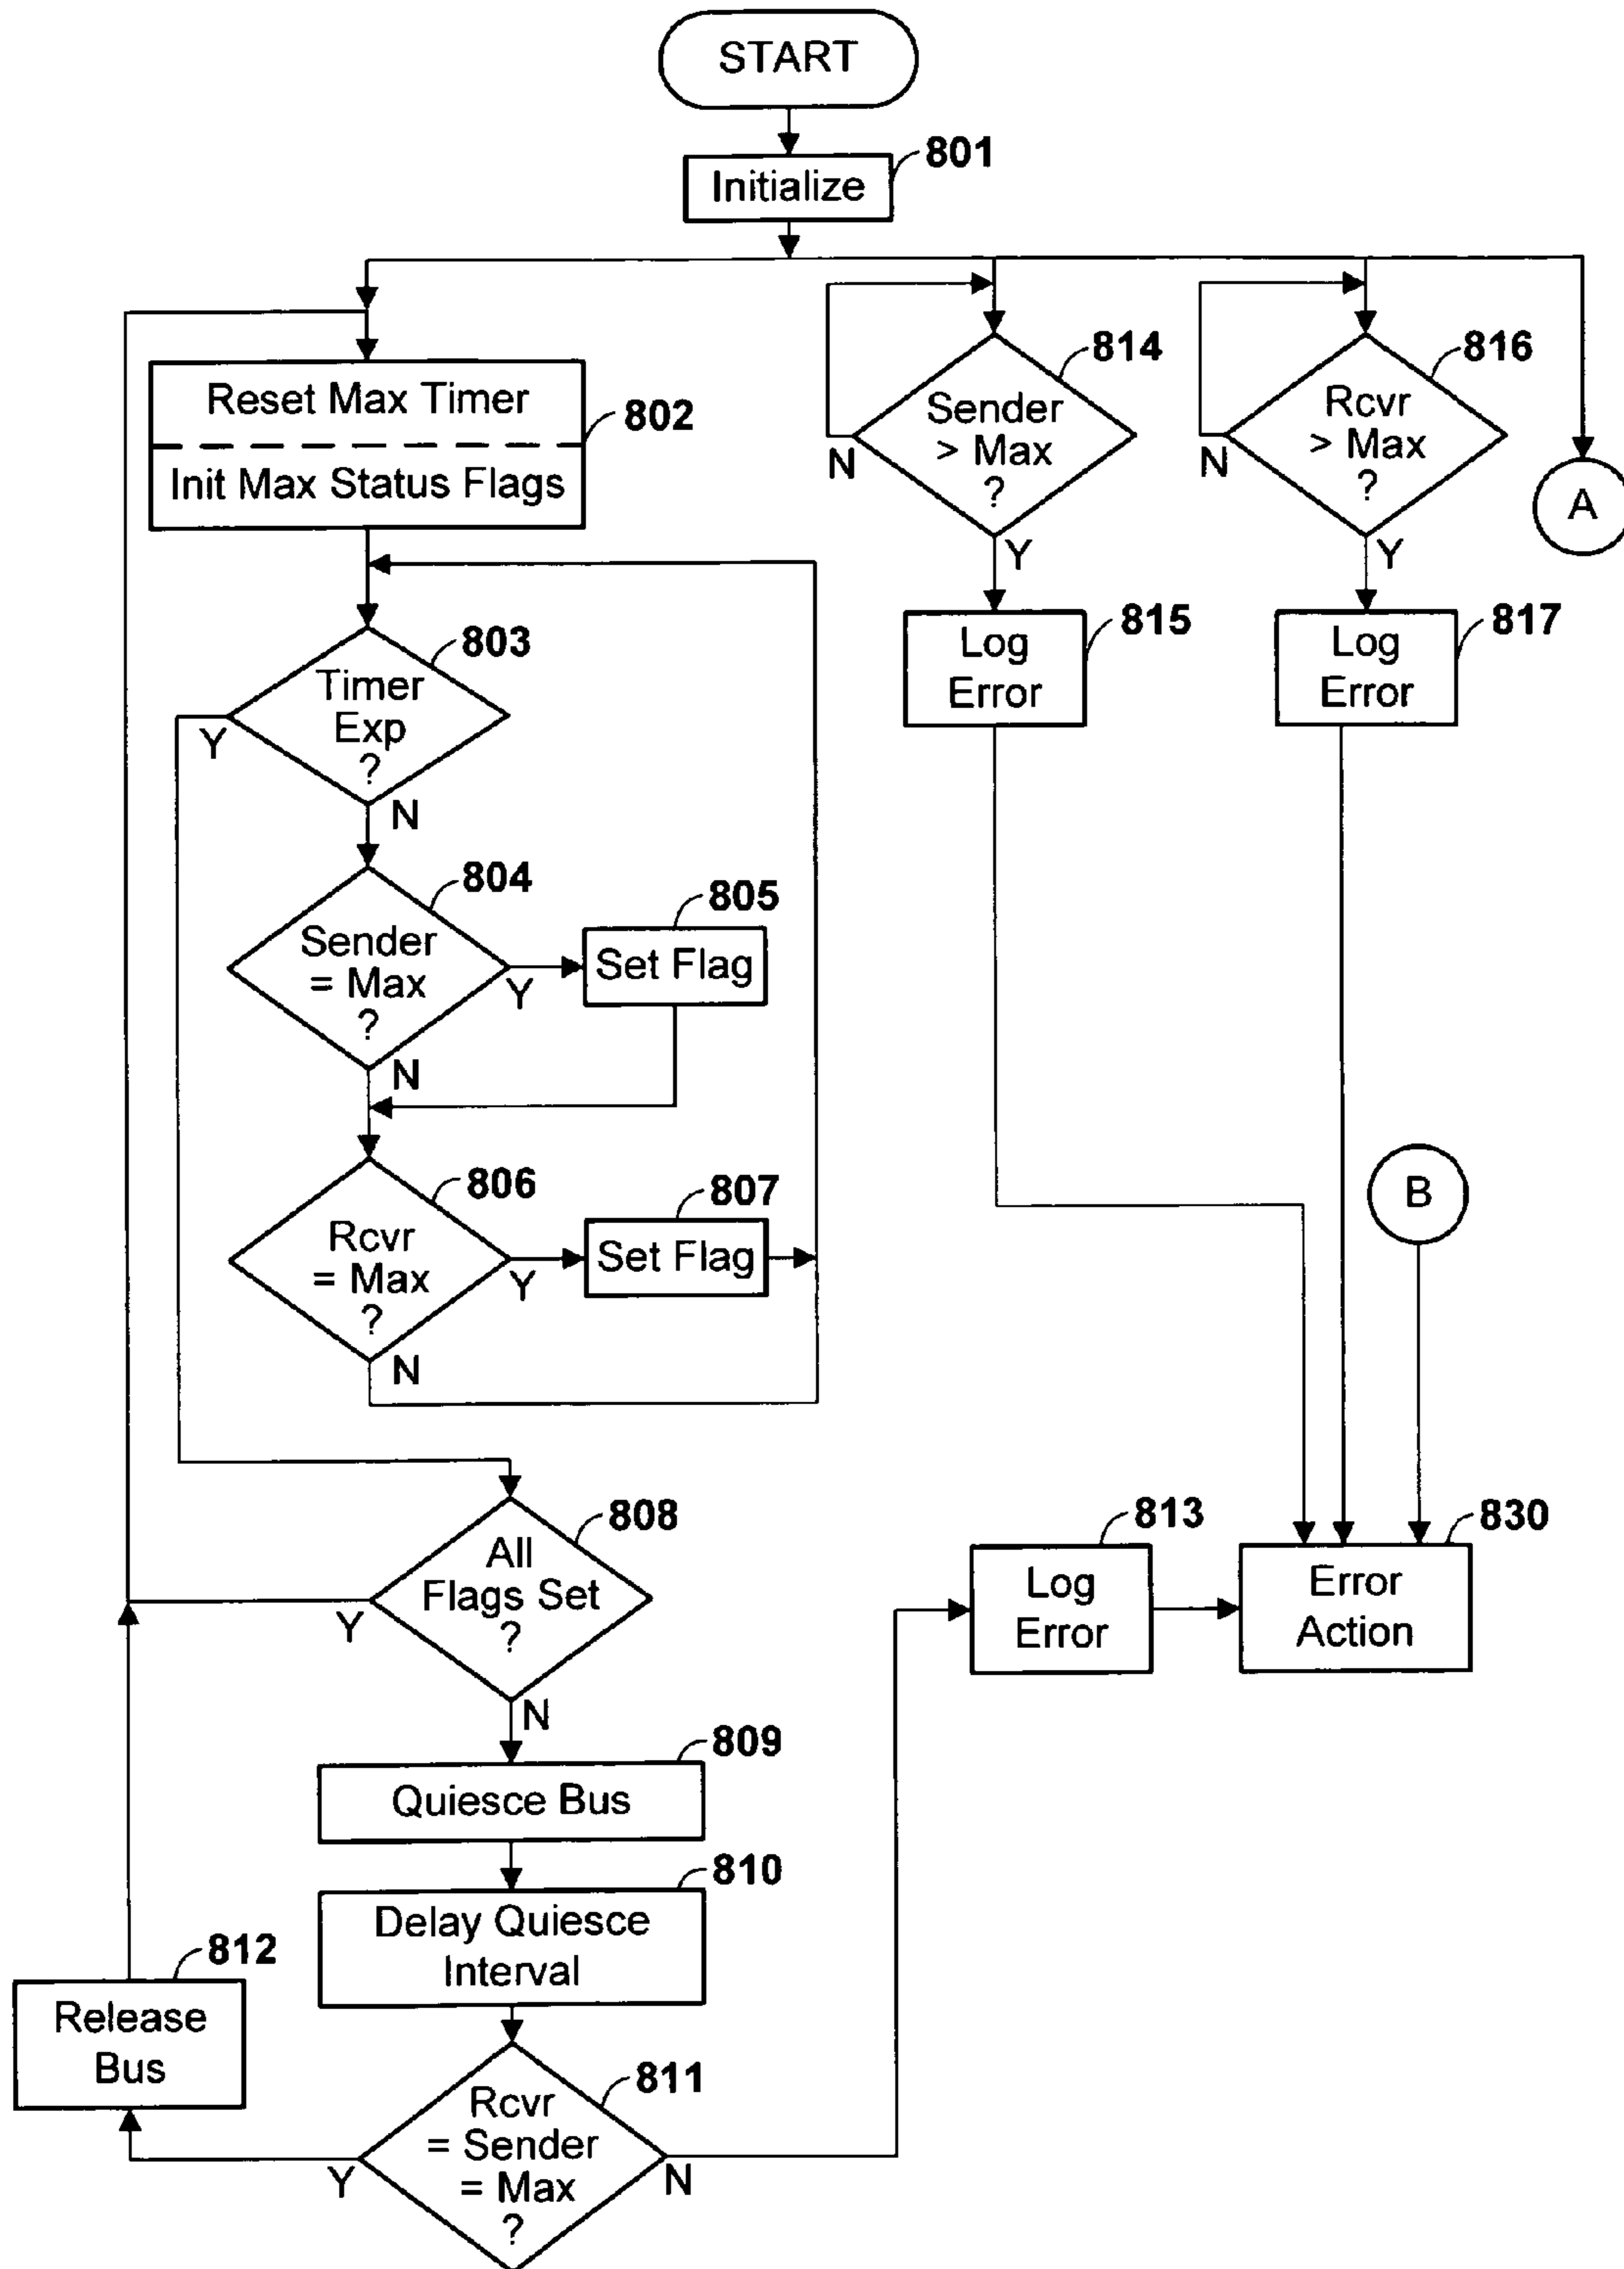 START
801
Initialize
Reset Max Timer
802
Init Max Status Flags
814
Sender
> Max
?
N
Y
816
Rcvr
> Max
?
N
Y
A
815
Log
Error
817
Log
Error
803
Timer
Exp
?
Y
N
804
Sender
= Max
?
Y
N
805
Set Flag
806
Rcvr
= Max
?
Y
N
807
Set Flag
B
808
All
Flags Set
?
Y
N
813
Log
Error
830
Error
Action
809
Quiesce Bus
810
Delay Quiesce
Interval
812
Release
Bus
811
Rcvr
= Sender
= Max
?
Y
N